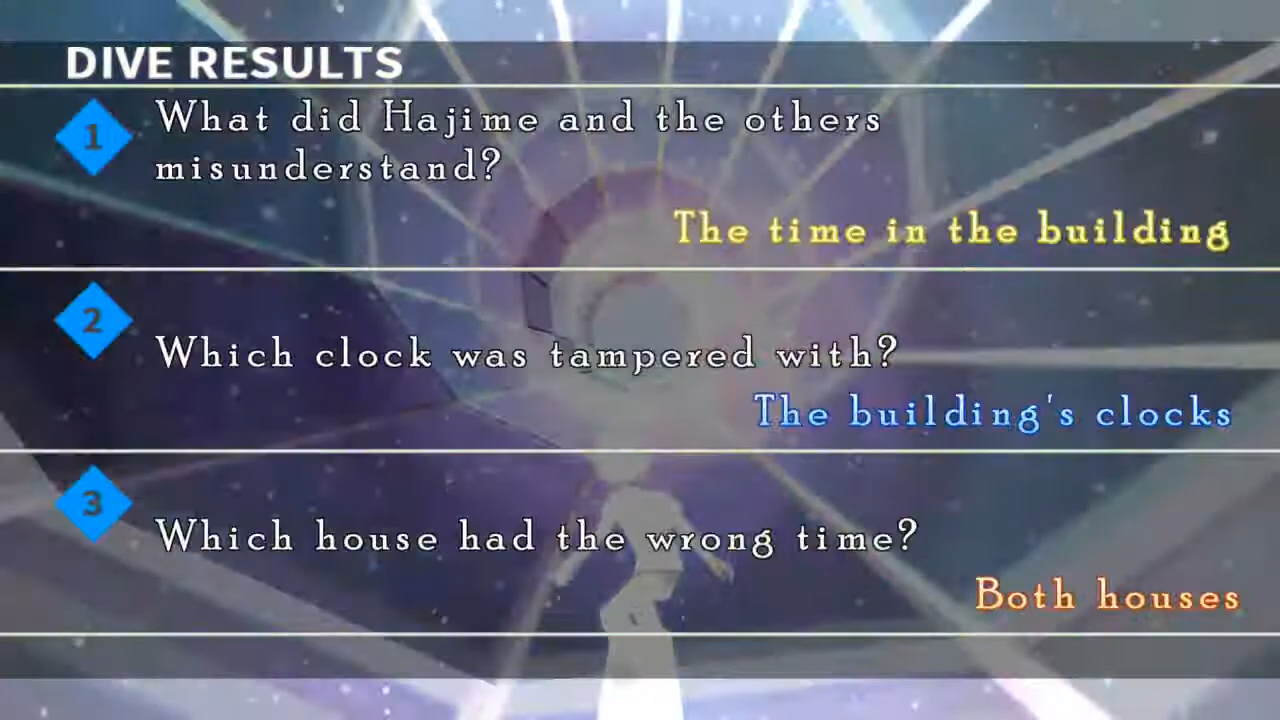 DIVE RESULTS
1
What did Hajime and the others
misunderstand?
The time in the building
2
Which clock was tampered with?
The building's clocks
3
Which house had the wrong time?
Both houses